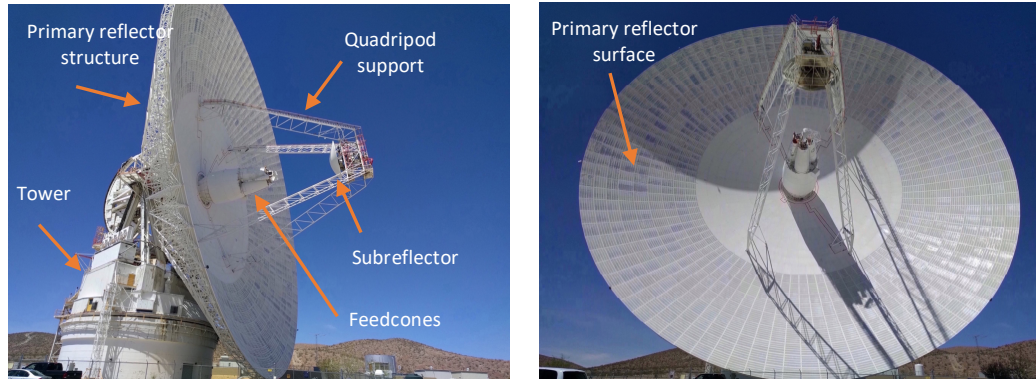 Primary reflector
structure
Quadripod
support
Tower
Subreflector
Feedcones
Primary reflector
surface